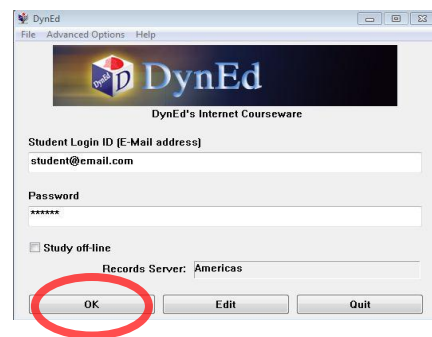 DynEd
File Advanced Options Help
DynEd
DynEd's Internet Courseware
Student Login ID (E-Mail address)
student@email.com
Password
******
Study off-line
Records Server: Americas
OK Edit Quit